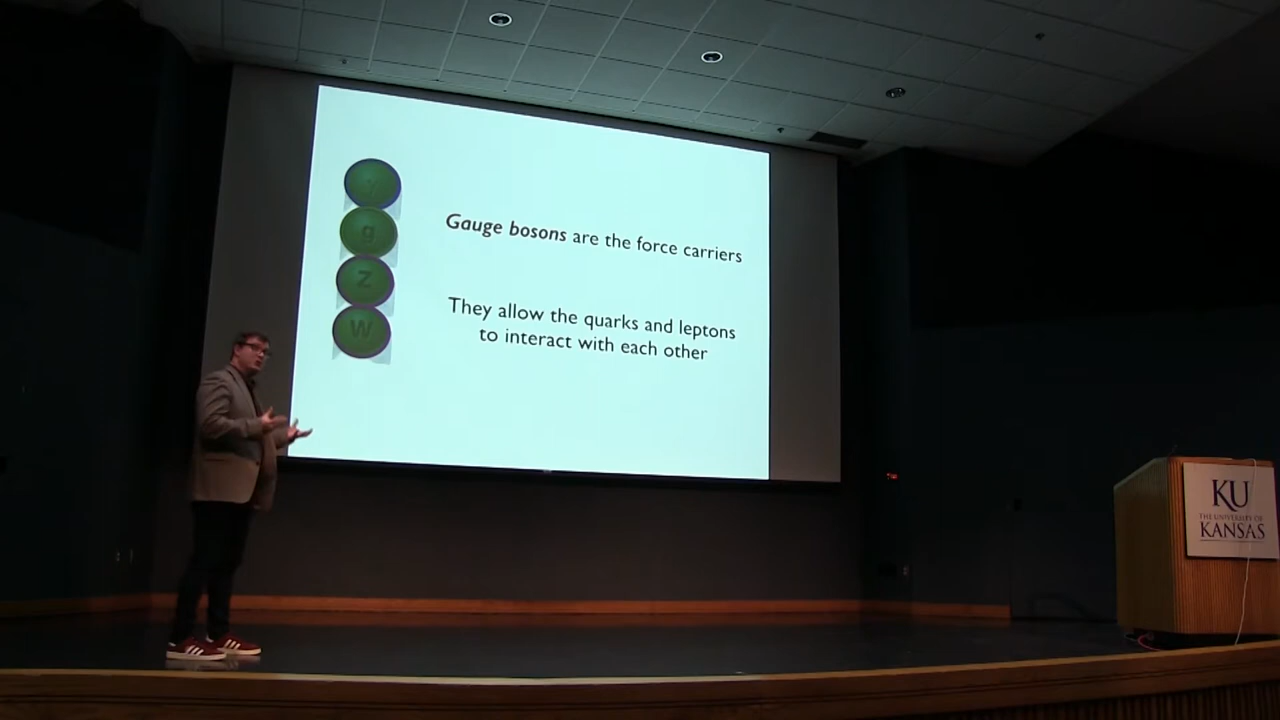 γ
g
Z
W
Gauge bosons are the force carriers
They allow the quarks and leptons
to interact with each other
KU
THE UNIVERSITY OF
KANSAS